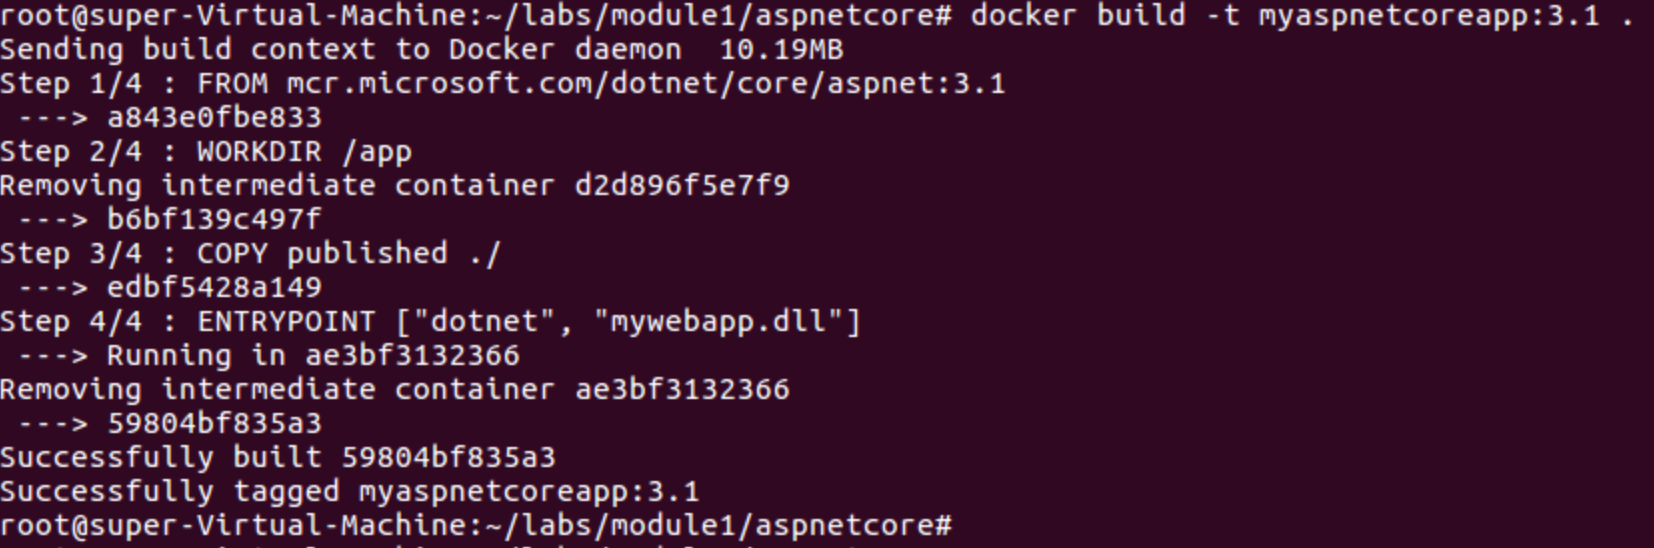 root@super-Virtual-Machine:~/labs/module1/aspnetcore# docker build -t myaspnetcoreapp:3.1 .
Sending build context to Docker daemon  10.19MB
Step 1/4 : FROM mcr.microsoft.com/dotnet/core/aspnet:3.1
 ---> a843e0fbe833
Step 2/4 : WORKDIR /app
Removing intermediate container d2d896f5e7f9
 ---> b6bf139c497f
Step 3/4 : COPY published ./
 ---> edbf5428a149
Step 4/4 : ENTRYPOINT ["dotnet", "mywebapp.dll"]
 ---> Running in ae3bf3132366
Removing intermediate container ae3bf3132366
 ---> 59804bf835a3
Successfully built 59804bf835a3
Successfully tagged myaspnetcoreapp:3.1
root@super-Virtual-Machine:~/labs/module1/aspnetcore#